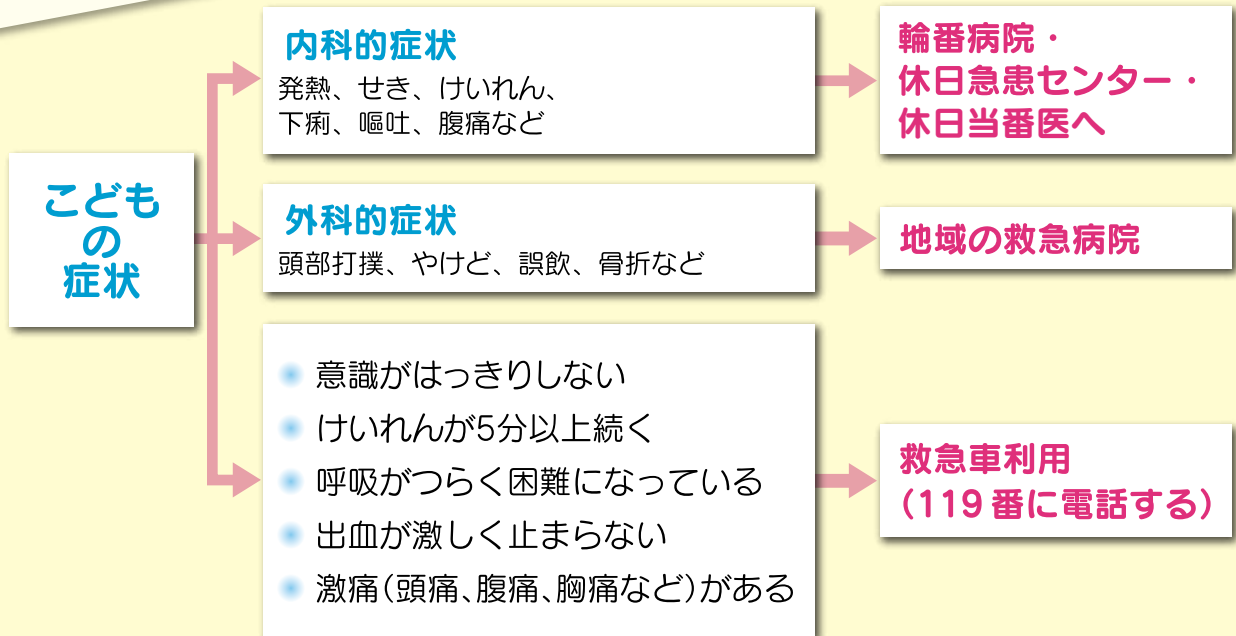 こども
の
症状
内科的症状
発熱、せき、けいれん、
下痢、嘔吐、腹痛など
輪番病院・
休日急患センター・
休日当番医へ
外科的症状
頭部打撲、やけど、誤飲、骨折など
地域の救急病院
意識がはっきりしない
けいれんが5分以上続く
呼吸がつらく困難になっている
出血が激しく止まらない
激痛(頭痛、腹痛、胸痛など)がある
救急車利用
(119番に電話する)